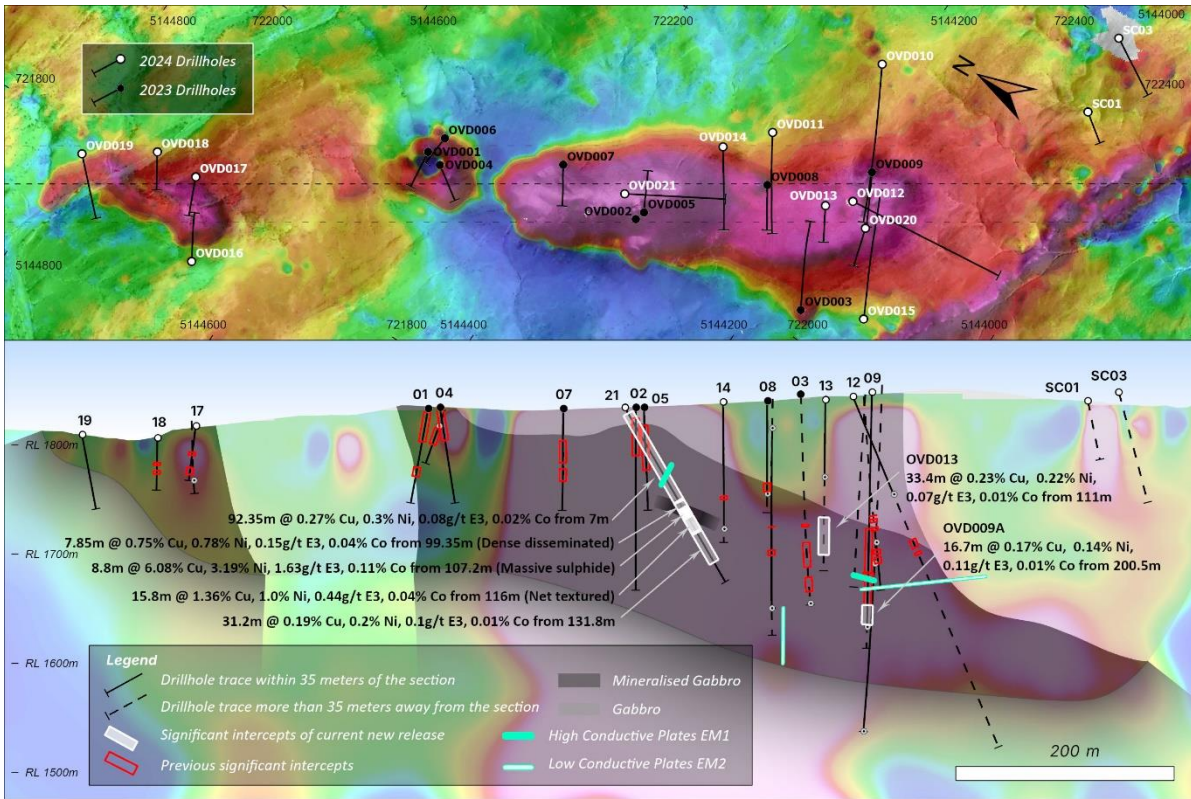 5144800
722000
5144600
722200
5144200
722400
5144000
SC03
2024 Drillholes
2023 Drillholes
721800
N
OVD010
722400
SC01
OVD019
OVD018
OVD006
OVD001
OVD004
OVD014
OVD011
OVD017
OVD007
OVD009
OVD008
OVD021
OVD013
OVD012
OVD002
OVD005
OVD020
OVD016
5144800
OVD003
OVD015
5144600
721800
5144400
5144200
722000
5144000
19
18
17
01
04
07
21
02
05
14
08
03
13
12
09
SC01
SC03
RL 1800m
OVD013
33.4m @ 0.23% Cu, 0.22% Ni,
0.07g/t E3, 0.01% Co from 111m
92.35m @ 0.27% Cu, 0.3% Ni, 0.08g/t E3, 0.02% Co from 7m
OVD009A
16.7m @ 0.17% Cu, 0.14% Ni,
0.11g/t E3, 0.01% Co from 200.5m
7.85m @ 0.75% Cu, 0.78% Ni, 0.15g/t E3, 0.04% Co from 99.35m (Dense disseminated)
RL 1700m
8.8m @ 6.08% Cu, 3.19% Ni, 1.63g/t E3, 0.11% Co from 107.2m (Massive sulphide)
15.8m @ 1.36% Cu, 1.0% Ni, 0.44g/t E3, 0.04% Co from 116m (Net textured)
31.2m @ 0.19% Cu, 0.2% Ni, 0.1g/t E3, 0.01% Co from 131.8m
RL 1600m
Legend
Drillhole trace within 35 meters of the section
Mineralised Gabbro
Drillhole trace more than 35 meters away from the section
Gabbro
Significant intercepts of current new release
High Conductive Plates EM1
Previous significant intercepts
Low Conductive Plates EM2
200 m
RL 1500m